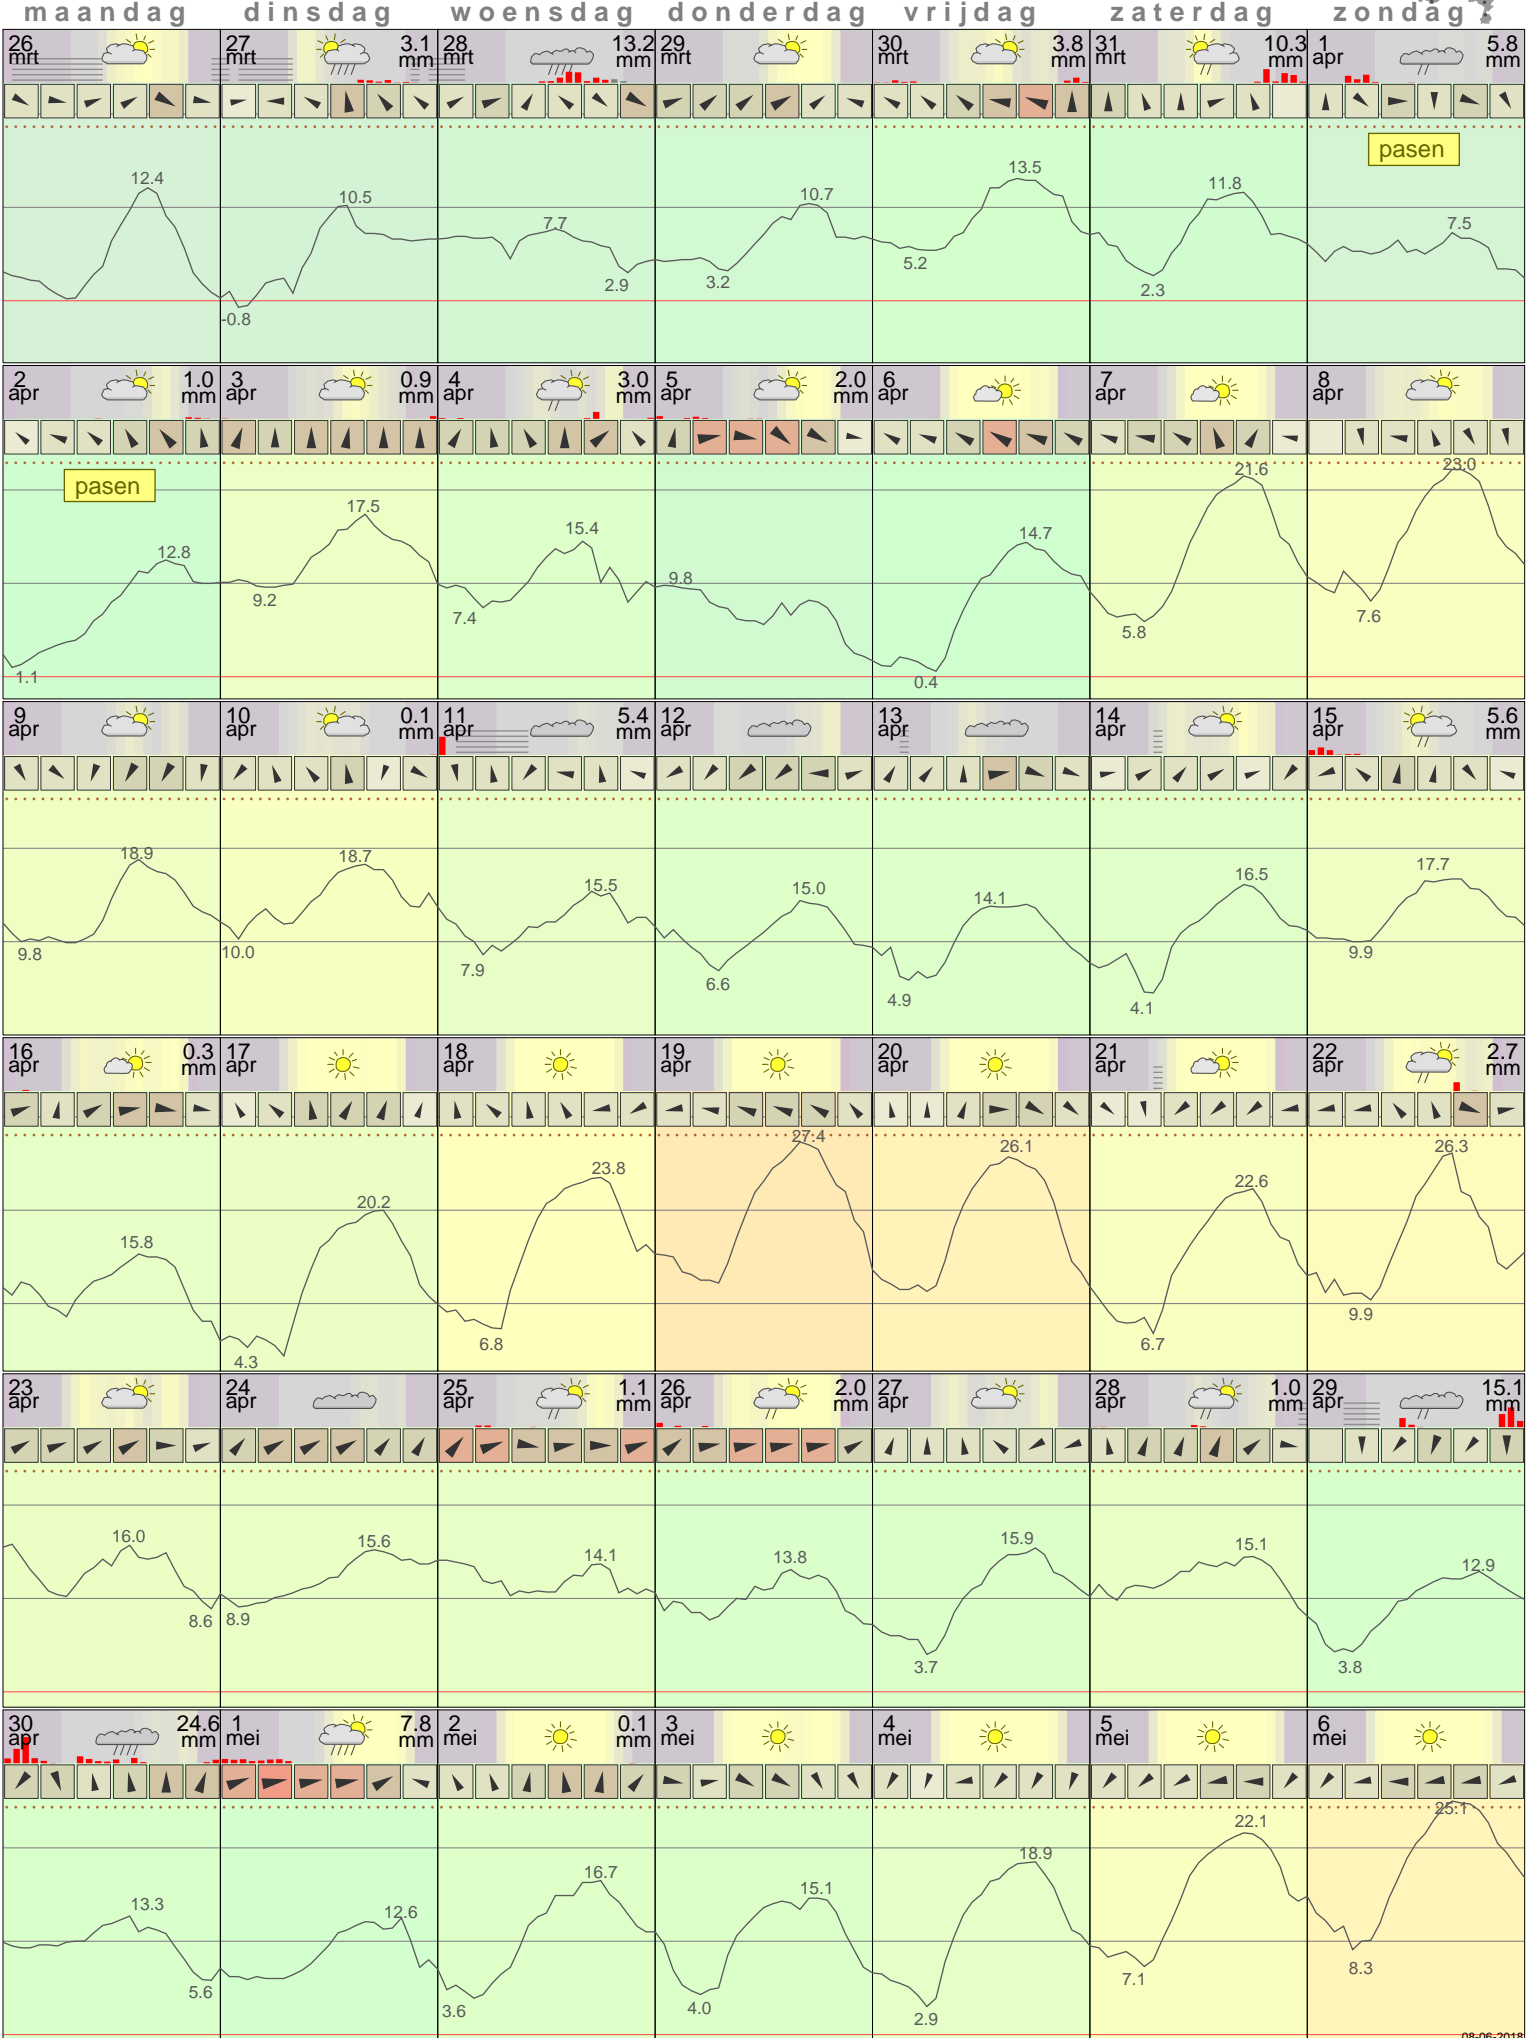 maandag dinsdag woensdag donderdag vrijdag zaterdag zondag
26 27 3.1 28 13.2 29 30 3.8 31 10.3 1 5.8
mrt mrt mm mrt mm mrt mrt mm mrt mm apr mm
pasen
12.4 10.5 7.7 10.7 13.5 11.8 7.5
-0.8 2.9 3.2 5.2 2.3
2 1.0 3 0.9 4 3.0 5 2.0 6 7 8
apr mm apr mm apr mm apr mm apr apr apr
pasen
12.8 17.5 15.4 9.8 14.7 21.6 23.0
1.1 9.2 7.4 0.4 5.8 7.6
9 10 0.1 11 5.4 12 13 14 15 5.6
apr apr mm apr mm apr apr apr apr mm
18.9 18.7 15.5 15.0 14.1 16.5 17.7
9.8 10.0 7.9 6.6 4.9 4.1 9.9
16 0.3 17 18 19 20 21 22 2.7
apr mm apr apr apr apr apr apr mm
15.8 20.2 23.8 27.4 26.1 22.6 26.3
4.3 6.8 6.7 9.9
23 24 25 1.1 26 2.0 27 28 1.0 29 15.1
apr apr apr mm apr mm apr apr mm apr mm
16.0 15.6 14.1 13.8 15.9 15.1 12.9
8.6 8.9 3.7 3.8
30 24.6 1 7.8 2 0.1 3 4 5 6
apr mm mei mm mei mm mei mei mei mei
13.3 12.6 16.7 15.1 18.9 22.1 25.1
5.6 3.6 4.0 2.9 7.1 8.3
08-06-2018